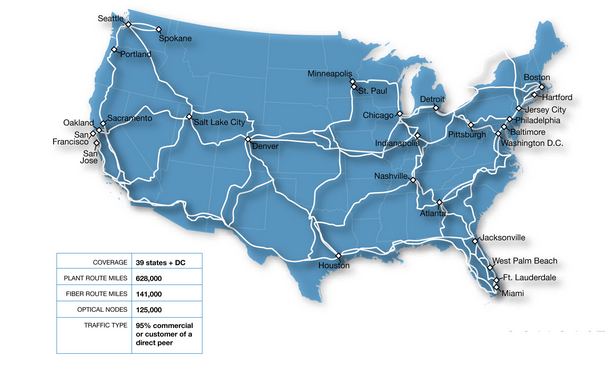 Seattle
Spokane
Portland
Minneapolis
St. Paul
Boston
Detroit
Hartford
Chicago
Jersey City
Oakland
Sacramento
Salt Lake City
Philadelphia
San
Francisco
Baltimore
Pittsburgh
Indianapolis
Denver
Washington D.C.
San
Jose
Nashville
Atlanta
Jacksonville
Houston
West Palm Beach
Ft. Lauderdale
Miami
COVERAGE 39 states + DC
PLANT ROUTE MILES 628,000
FIBER ROUTE MILES 141,000
OPTICAL NODES 125,000
TRAFFIC TYPE 95% commercial
or customer of a
direct peer